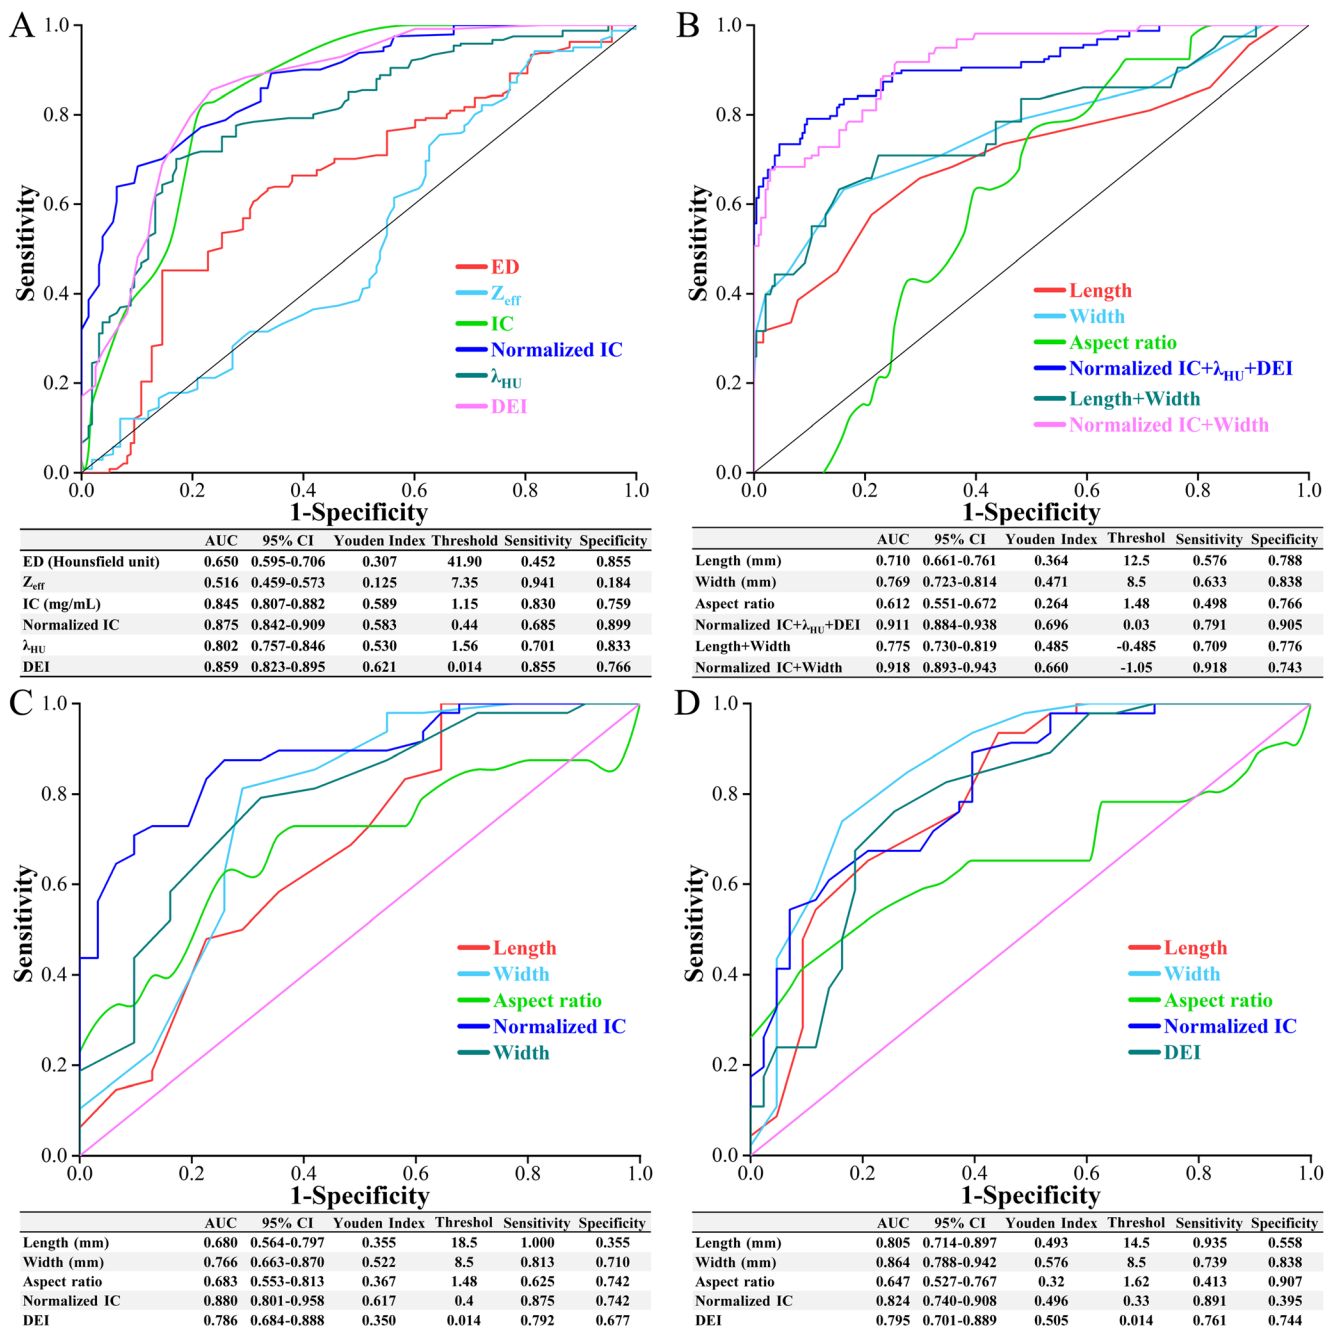 A
1.0
0.8
0.6
0.4
0.2
0.0
Sensitivity
ED
Zeff
IC
Normalized IC
λHU
DEI
0.0 0.2 0.4 0.6 0.8 1.0
1-Specificity
AUC 95% CI Youden Index Threshold Sensitivity Specificity
ED (Hounsfield unit) 0.650 0.595-0.706 0.307 41.90 0.452 0.855
Zeff 0.516 0.459-0.573 0.125 7.35 0.941 0.184
IC (mg/mL) 0.845 0.807-0.882 0.589 1.15 0.830 0.759
Normalized IC 0.875 0.842-0.909 0.583 0.44 0.685 0.899
λHU 0.802 0.757-0.846 0.530 1.56 0.701 0.833
DEI 0.859 0.823-0.895 0.621 0.014 0.855 0.766
B
1.0
0.8
0.6
0.4
0.2
0.0
Sensitivity
Length
Width
Aspect ratio
Normalized IC+λHU+DEI
Length+Width
Normalized IC+Width
0.0 0.2 0.4 0.6 0.8 1.0
1-Specificity
AUC 95% CI Youden Index Threshol Sensitivity Specificity
Length (mm) 0.710 0.661-0.761 0.364 12.5 0.576 0.788
Width (mm) 0.769 0.723-0.814 0.471 8.5 0.633 0.838
Aspect ratio 0.612 0.551-0.672 0.264 1.48 0.498 0.766
Normalized IC+λHU+DEI 0.911 0.884-0.938 0.696 0.03 0.791 0.905
Length+Width 0.775 0.730-0.819 0.485 -0.485 0.709 0.776
Normalized IC+Width 0.918 0.893-0.943 0.660 -1.05 0.918 0.743
C
1.0
0.8
0.6
0.4
0.2
0.0
Sensitivity
Length
Width
Aspect ratio
Normalized IC
Width
0.0 0.2 0.4 0.6 0.8 1.0
1-Specificity
AUC 95% CI Youden Index Threshol Sensitivity Specificity
Length (mm) 0.680 0.564-0.797 0.355 18.5 1.000 0.355
Width (mm) 0.766 0.663-0.870 0.522 8.5 0.813 0.710
Aspect ratio 0.683 0.553-0.813 0.367 1.48 0.625 0.742
Normalized IC 0.880 0.801-0.958 0.617 0.4 0.875 0.742
DEI 0.786 0.684-0.888 0.350 0.014 0.792 0.677
D
1.0
0.8
0.6
0.4
0.2
0.0
Sensitivity
Length
Width
Aspect ratio
Normalized IC
DEI
0.0 0.2 0.4 0.6 0.8 1.0
1-Specificity
AUC 95% CI Youden Index Threshol Sensitivity Specificity
Length (mm) 0.805 0.714-0.897 0.493 14.5 0.935 0.558
Width (mm) 0.864 0.788-0.942 0.576 8.5 0.739 0.838
Aspect ratio 0.647 0.527-0.767 0.32 1.62 0.413 0.907
Normalized IC 0.824 0.740-0.908 0.496 0.33 0.891 0.395
DEI 0.795 0.701-0.889 0.505 0.014 0.761 0.744